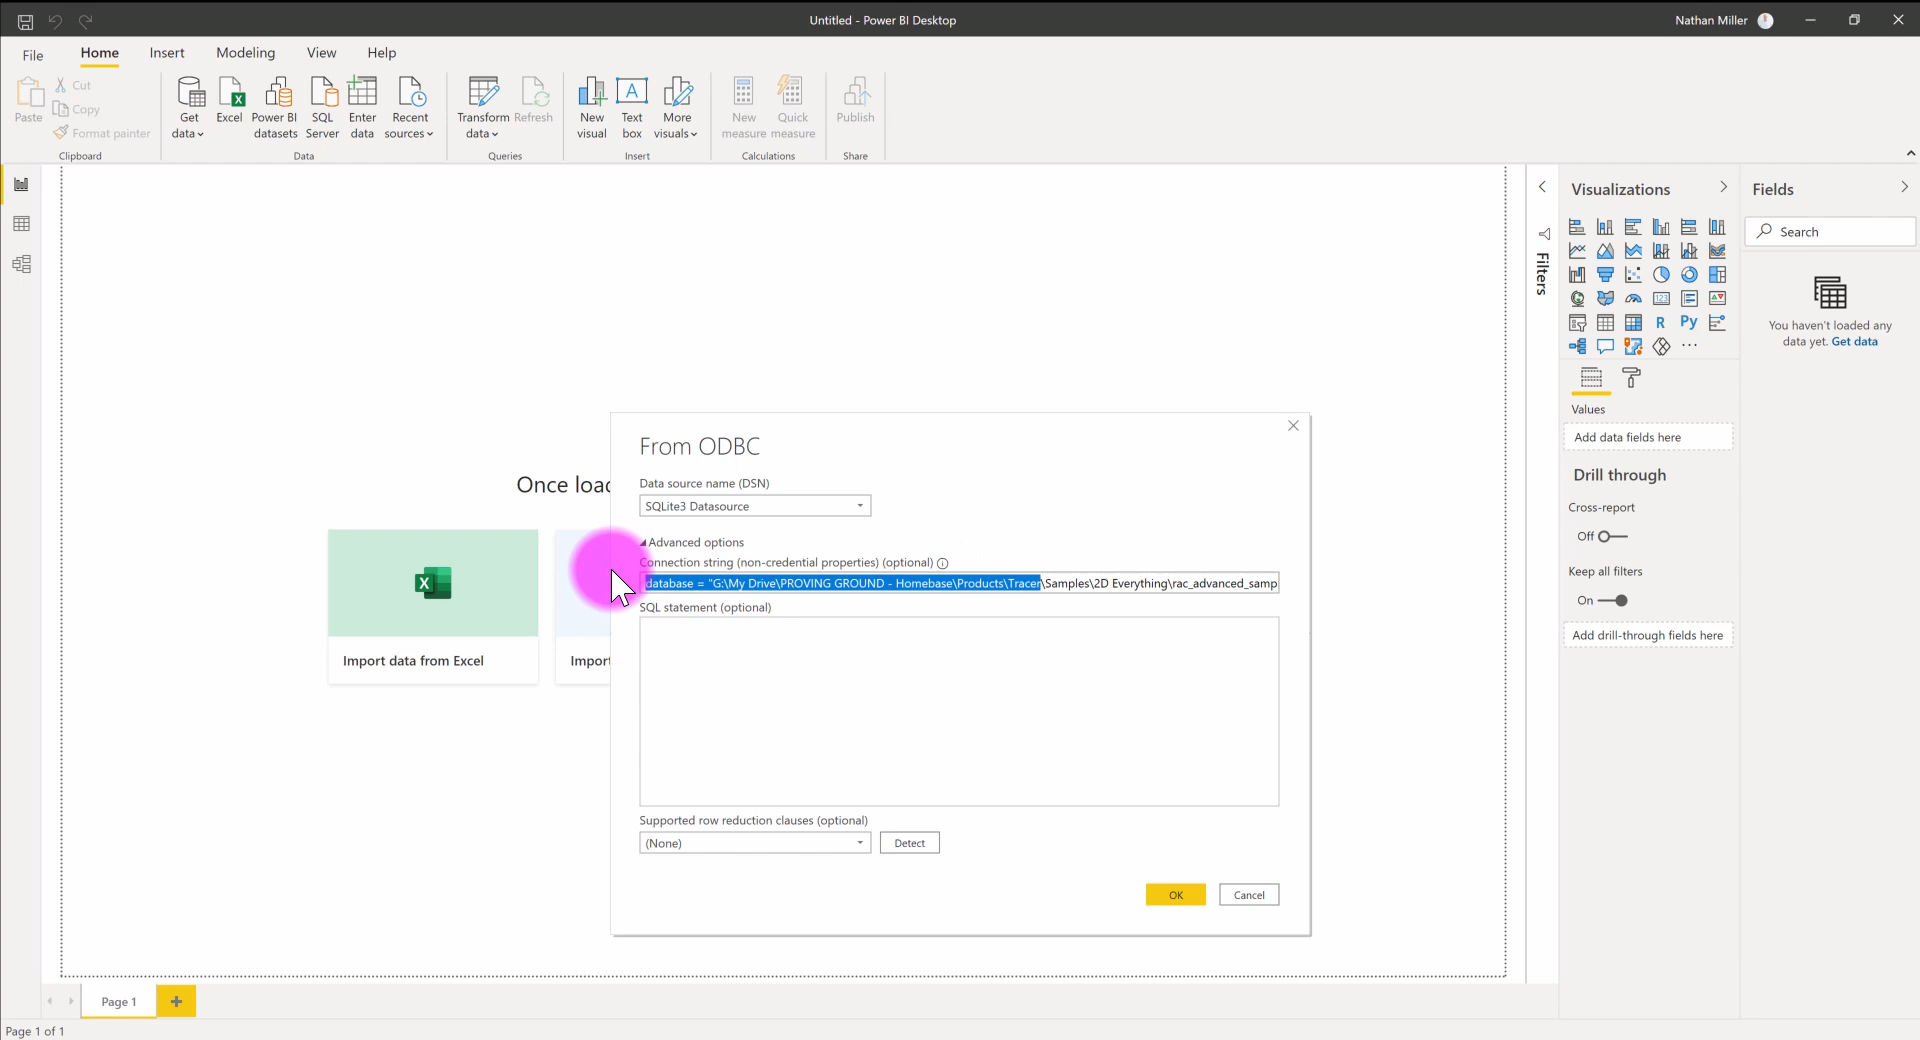 Untitled - Power BI Desktop
Nathan Miller
File
Home
Insert
Modeling
View
Help
Paste
Cut
Copy
Format painter
Clipboard
Get
data
Excel
Power BI
datasets
SQL
Server
Enter
data
Recent
sources
Data
Transform
data
Refresh
Queries
New
visual
A
Text
box
More
visuals
Insert
New
measure
Quick
measure
Calculations
Publish
Share
Once loa
Import data from Excel
Import
From ODBC
Data source name (DSN)
SQLite3 Datasource
Advanced options
Connection string (non-credential properties) (optional)
database = "G:\My Drive\PROVING GROUND - Homebase\Products\Tracer\Samples\2D Everything\rac_advanced_samp
SQL statement (optional)
Supported row reduction clauses (optional)
(None)
Detect
OK
Cancel
Filters
Visualizations
123
R
Py
Values
Add data fields here
Drill through
Cross-report
Off
Keep all filters
On
Add drill-through fields here
Fields
Search
You haven't loaded any
data yet. Get data
Page 1
Page 1 of 1